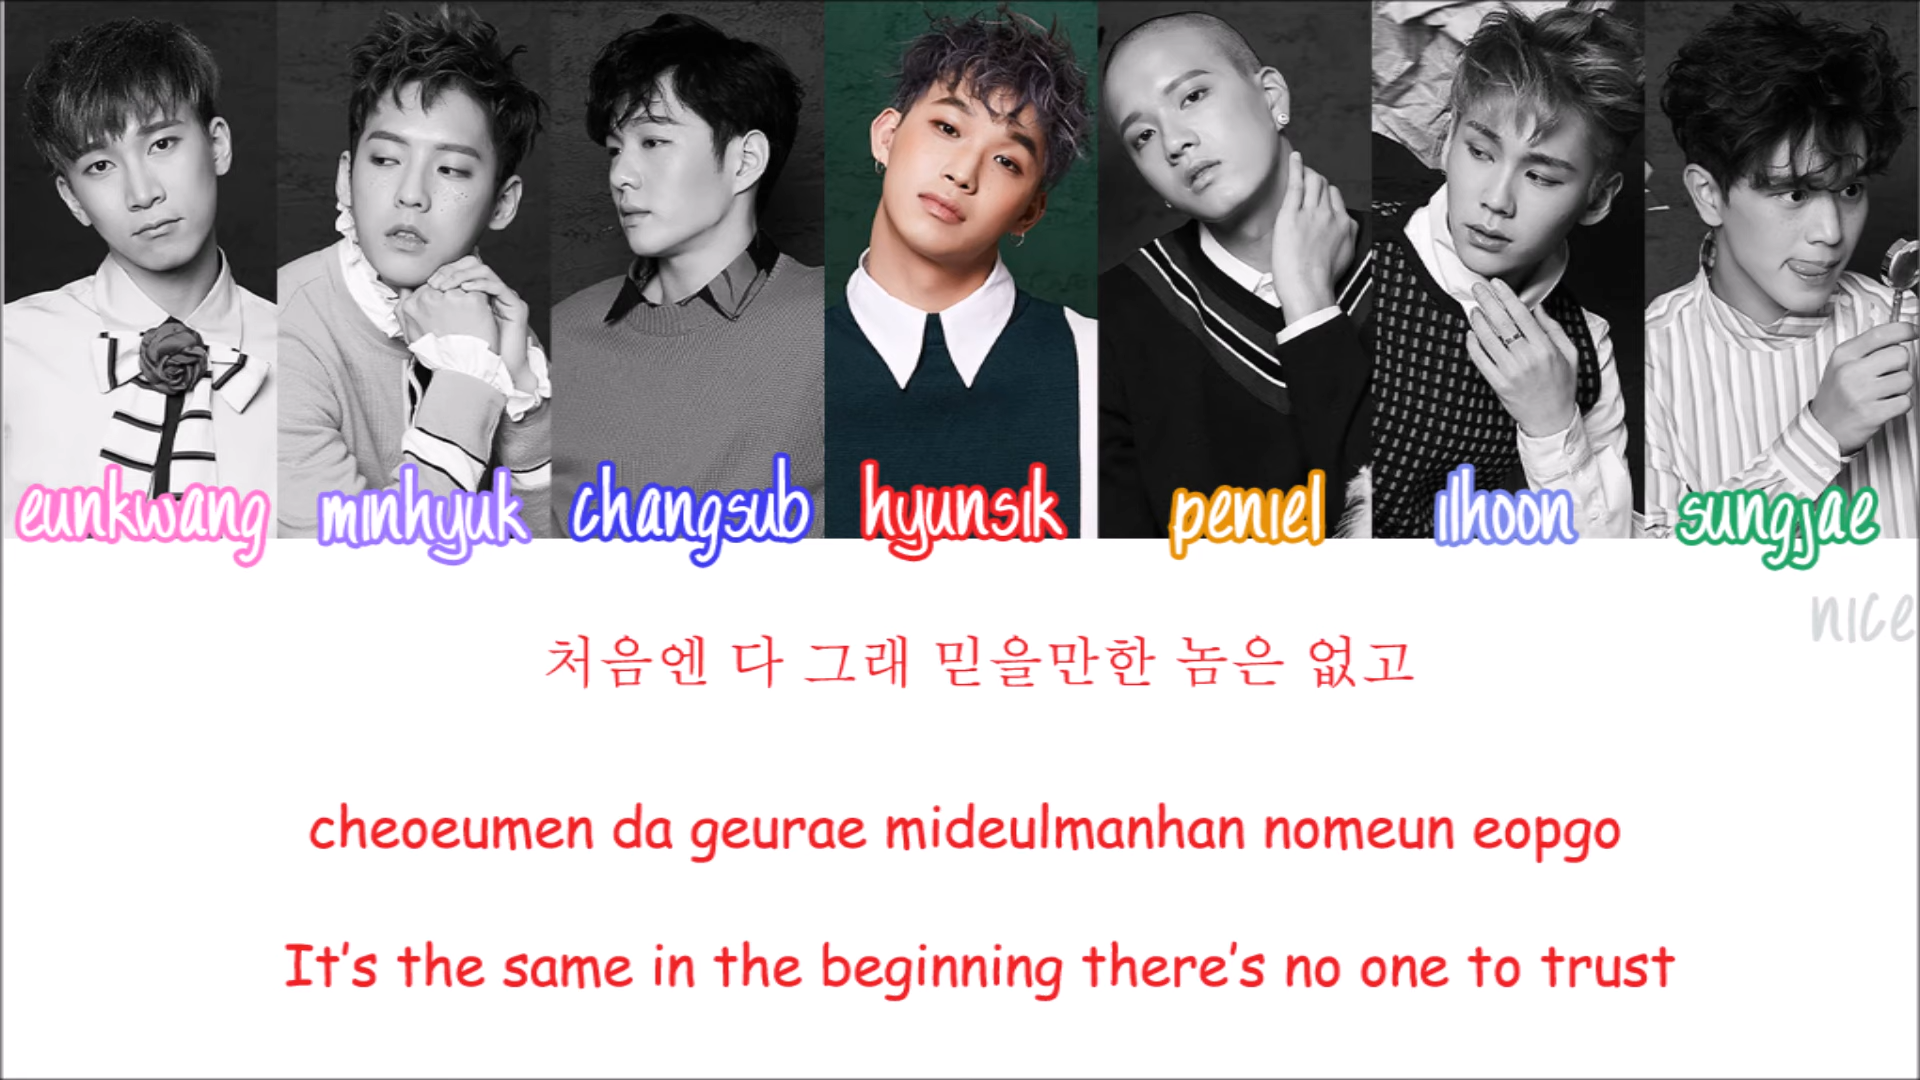 eunkwang minhyuk changsub hyunsik peniel ilhoon sungjae
nice
처음엔 다 그래 믿을만한 놈은 없고
cheoeumen da geurae mideulmanhan nomeun eopgo
It's the same in the beginning there's no one to trust